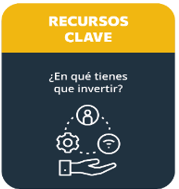 RECURSOS
CLAVE
¿En qué tienes
que invertir?